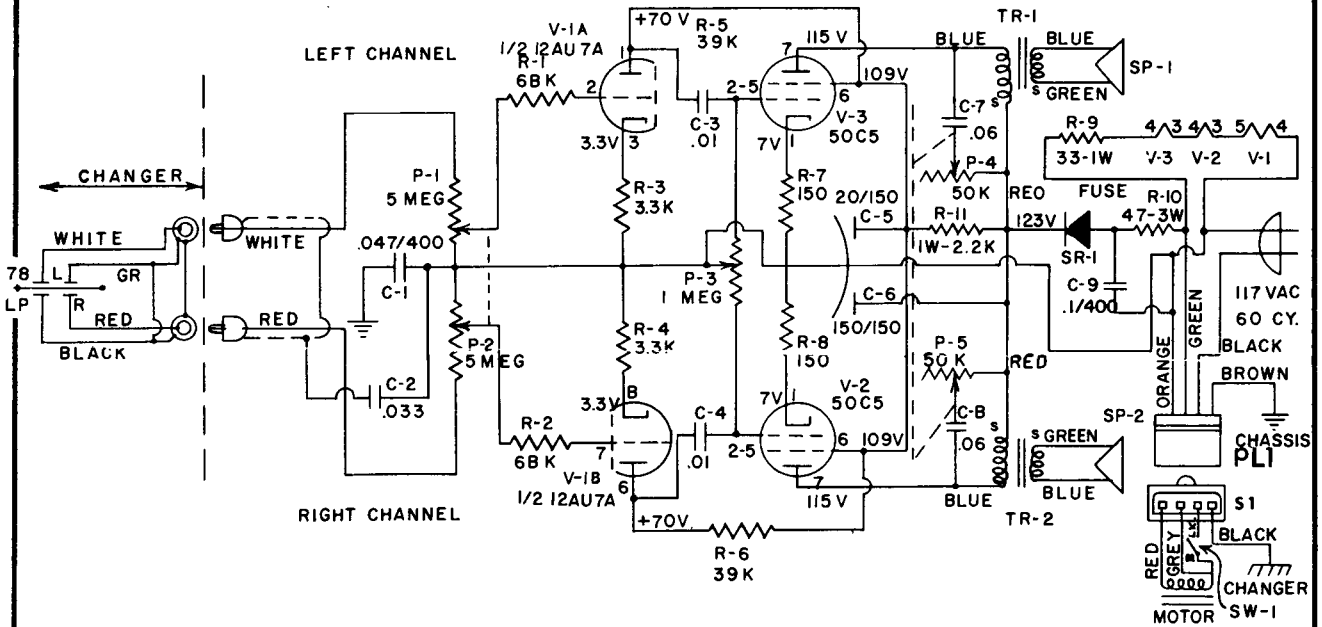 LEFT CHANNEL
V-1A
1/2 12AU7A
R-1
68K
2
1
3.3V
3
+70V
R-5
39K
C-3
.01
2-5
7
115V
6
109V
V-3
50C5
7V
1
BLUE
TR-1
BLUE
GREEN
S
S
SP-1
C-7
.06
P-4
50K
R-9
33-1W
4
3
4
3
5
4
V-3
V-2
V-1
FUSE
R-10
47-3W
CHANGER
WHITE
78
LP
L
R
GR
RED
BLACK
WHITE
RED
P-1
5 MEG
.047/400
C-1
P-2
5 MEG
C-2
.033
R-3
3.3K
R-4
3.3K
P-3
1 MEG
R-7
150
R-8
150
20/150
C-5
C-6
150/150
R-11
1W-2.2K
RED
123V
SR-1
C-9
.1/400
117 VAC
60 CY.
ORANGE
GREEN
BLACK
BROWN
CHASSIS
PL1
P-5
50K
RED
C-8
.06
R-2
68K
3.3V
8
7
6
V-1B
1/2 12AU7A
C-4
.01
2-5
7V
1
V-2
50C5
6
109V
7
115V
BLUE
S
S
GREEN
BLUE
TR-2
SP-2
RIGHT CHANNEL
+70V
R-6
39K
S1
RED
GREY
BLACK
CHANGER
SW-1
MOTOR